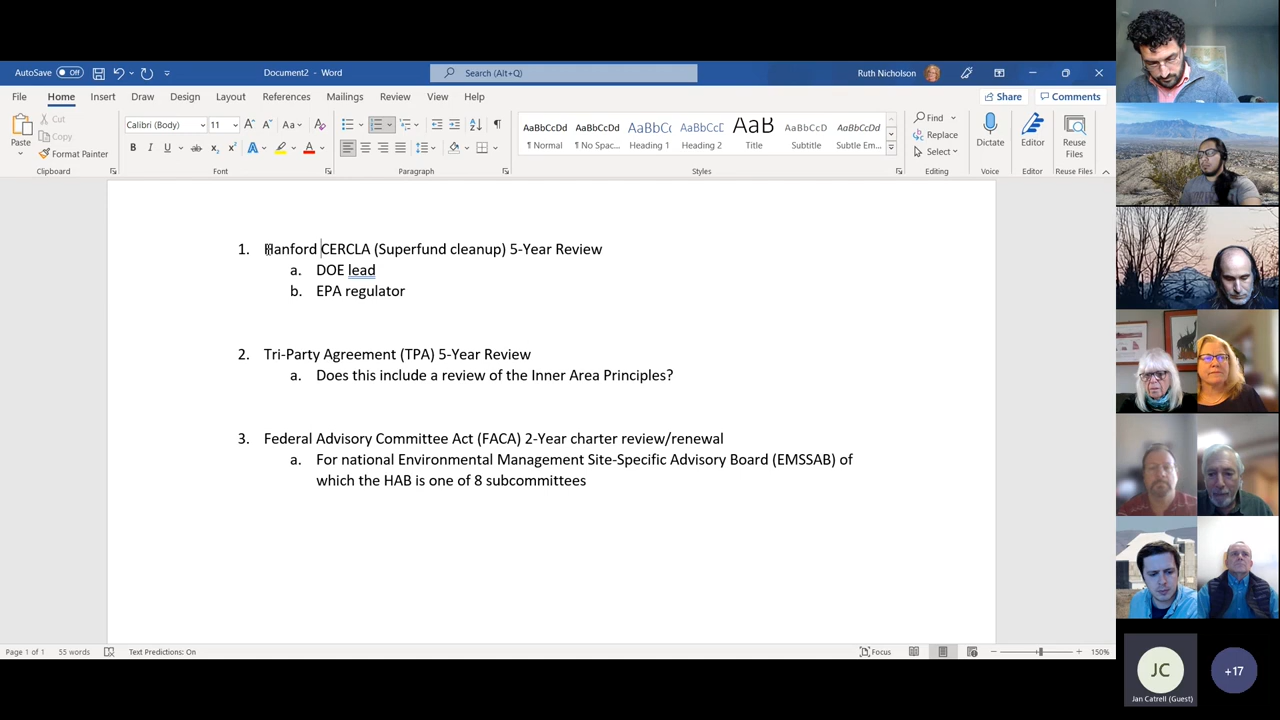 AutoSave Off
Document2 - Word
Search (Alt+Q)
Ruth Nicholson
File Home Insert Draw Design Layout References Mailings Review View Help
Share Comments
Paste
Cut
Copy
Format Painter
Clipboard
Calibri (Body) 11
Font
Paragraph
AaBbCcDd AaBbCcDd AaBbCc AaBbCcD AaB AaBbCcD AaBbCcDd
¶ Normal ¶ No Spac... Heading 1 Heading 2 Title Subtitle Subtle Em...
Styles
Find
Replace
Select
Editing
Dictate
Voice
Editor
Editor
Reuse Files
Reuse Files
1. Hanford CERCLA (Superfund cleanup) 5-Year Review
a. DOE lead
b. EPA regulator
2. Tri-Party Agreement (TPA) 5-Year Review
a. Does this include a review of the Inner Area Principles?
3. Federal Advisory Committee Act (FACA) 2-Year charter review/renewal
a. For national Environmental Management Site-Specific Advisory Board (EMSSAB) of
which the HAB is one of 8 subcommittees
Page 1 of 1 55 words Text Predictions: On
Focus
150%
JC
Jan Catrell (Guest)
+17